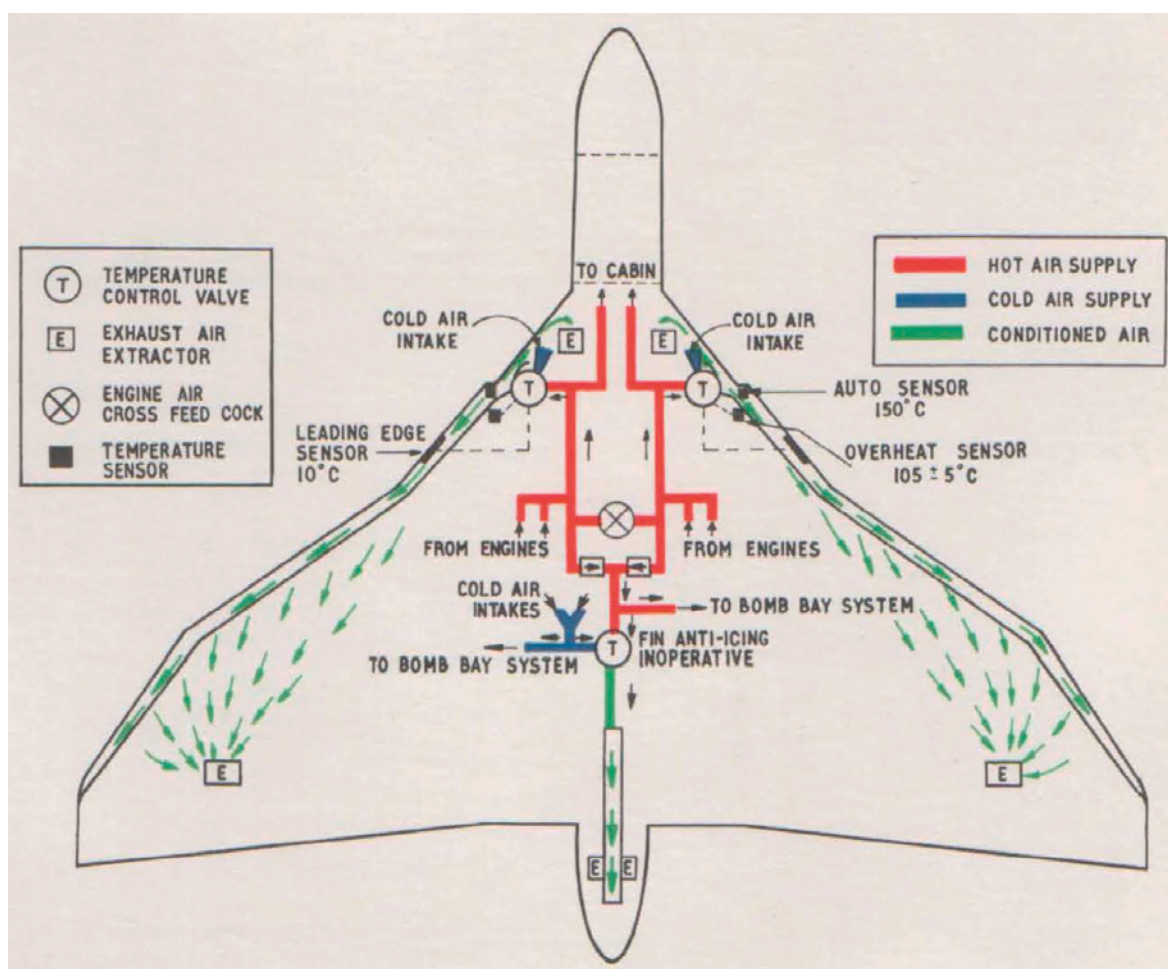 TO CABIN
T
TEMPERATURE
CONTROL VALVE
E
EXHAUST AIR
EXTRACTOR
ENGINE AIR
CROSS FEED COCK
TEMPERATURE
SENSOR
HOT AIR SUPPLY
COLD AIR SUPPLY
CONDITIONED AIR
COLD AIR
INTAKE
E
E
COLD AIR
INTAKE
T
T
AUTO SENSOR
150°C
LEADING EDGE
SENSOR
10°C
OVERHEAT SENSOR
105 ± 5°C
FROM ENGINES
FROM ENGINES
COLD AIR
INTAKES
TO BOMB BAY SYSTEM
T
FIN ANTI-ICING
INOPERATIVE
TO BOMB BAY SYSTEM
E
E
E
E